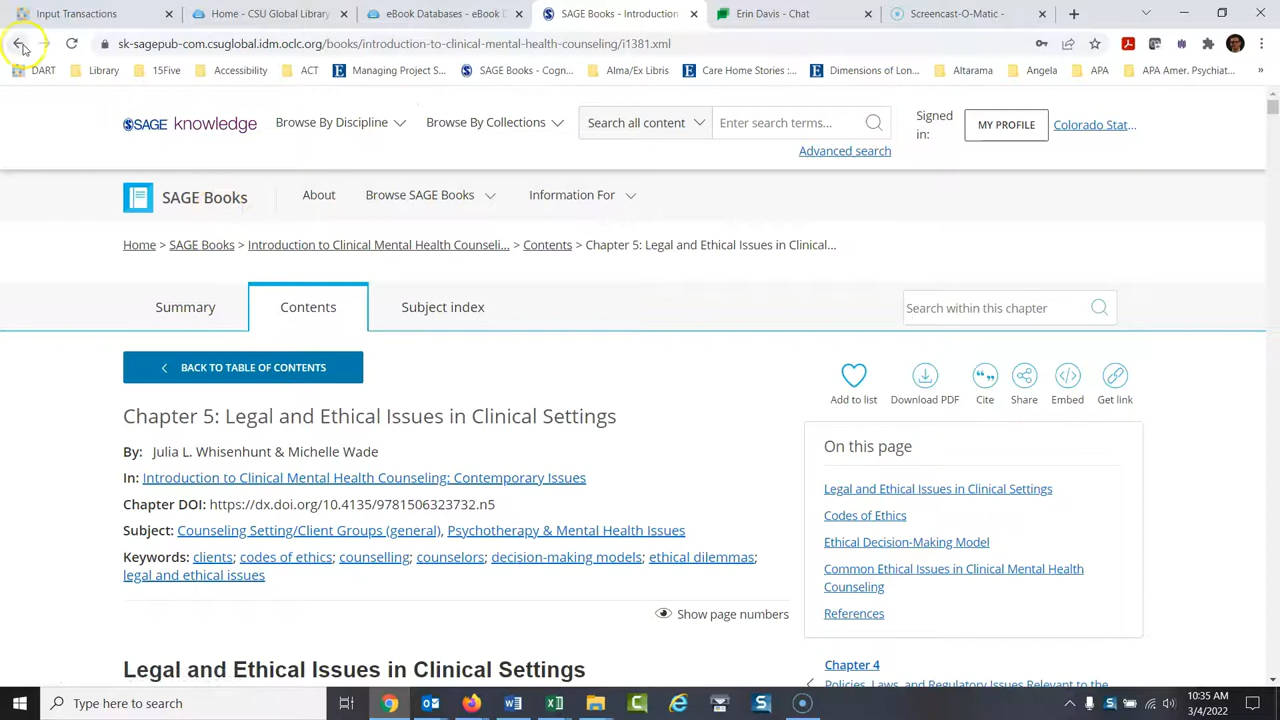 Input Transactions
Home - CSU Global Library
eBook Databases - eBook D
SAGE Books - Introduction
Erin Davis - Chat
Screencast-O-Matic -
sk-sagepub-com.csuglobal.idm.oclc.org/books/introduction-to-clinical-mental-health-counseling/i1381.xml
DART
Library
15Five
Accessibility
ACT
Managing Project S...
SAGE Books - Cogn...
Alma/Ex Libris
Care Home Stories :...
Dimensions of Lon...
Altarama
Angela
APA
APA Amer. Psychiat...
»
SAGE knowledge
Browse By Discipline
Browse By Collections
Search all content
Enter search terms...
Signed in:
MY PROFILE
Colorado Stat...
Advanced search
SAGE Books
About
Browse SAGE Books
Information For
Home > SAGE Books > Introduction to Clinical Mental Health Counseli... > Contents > Chapter 5: Legal and Ethical Issues in Clinical...
Summary
Contents
Subject index
Search within this chapter
BACK TO TABLE OF CONTENTS
Add to list
Download PDF
Cite
Share
Embed
Get link
Chapter 5: Legal and Ethical Issues in Clinical Settings
By: Julia L. Whisenhunt & Michelle Wade
In: Introduction to Clinical Mental Health Counseling: Contemporary Issues
Chapter DOI: https://dx.doi.org/10.4135/9781506323732.n5
Subject: Counseling Setting/Client Groups (general), Psychotherapy & Mental Health Issues
Keywords: clients; codes of ethics; counselling; counselors; decision-making models; ethical dilemmas;
legal and ethical issues
Show page numbers
Legal and Ethical Issues in Clinical Settings
On this page
Legal and Ethical Issues in Clinical Settings
Codes of Ethics
Ethical Decision-Making Model
Common Ethical Issues in Clinical Mental Health
Counseling
References
Chapter 4
Policies, Laws, and Regulatory Issues Relevant to the
Type here to search
10:35 AM
3/4/2022